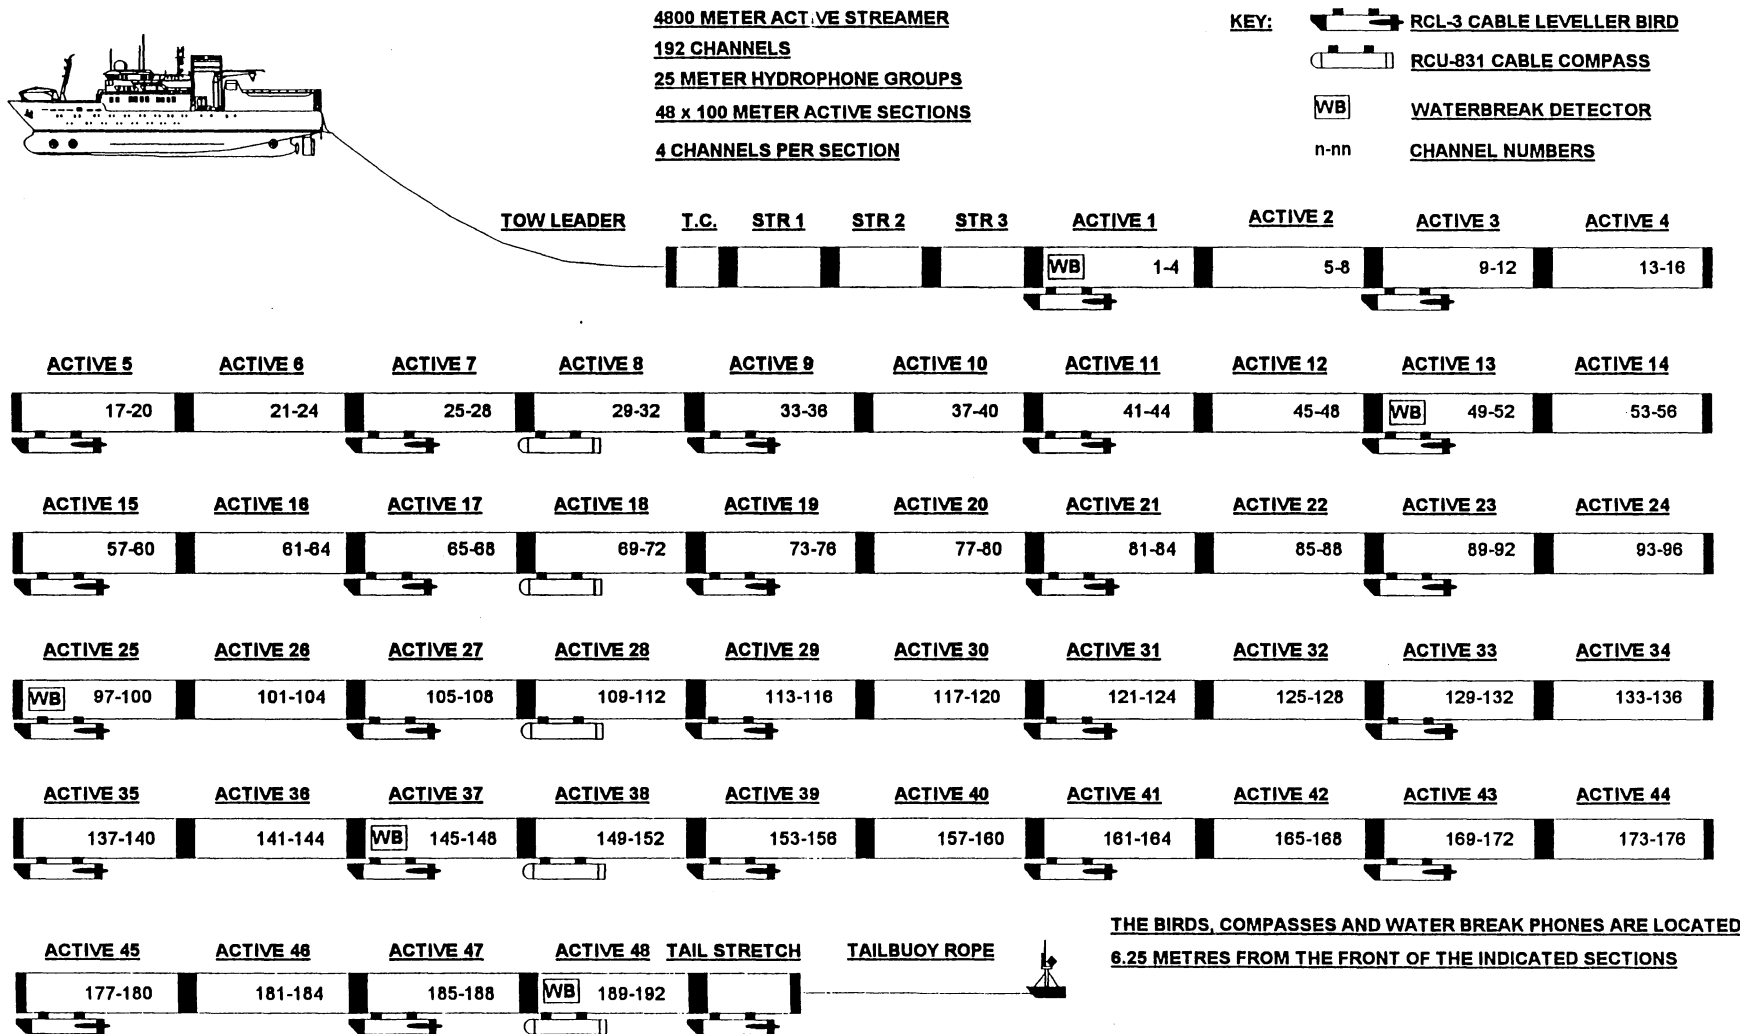 4800 METER ACTIVE STREAMER
192 CHANNELS
25 METER HYDROPHONE GROUPS
48 x 100 METER ACTIVE SECTIONS
4 CHANNELS PER SECTION
KEY: RCL-3 CABLE LEVELLER BIRD
RCU-831 CABLE COMPASS
WB WATERBREAK DETECTOR
n-nn CHANNEL NUMBERS
TOW LEADER T.C. STR 1 STR 2 STR 3 ACTIVE 1 ACTIVE 2 ACTIVE 3 ACTIVE 4
WB 1-4 5-8 9-12 13-16
ACTIVE 5 ACTIVE 6 ACTIVE 7 ACTIVE 8 ACTIVE 9 ACTIVE 10 ACTIVE 11 ACTIVE 12 ACTIVE 13 ACTIVE 14
17-20 21-24 25-28 29-32 33-36 37-40 41-44 45-48 WB 49-52 53-56
ACTIVE 15 ACTIVE 16 ACTIVE 17 ACTIVE 18 ACTIVE 19 ACTIVE 20 ACTIVE 21 ACTIVE 22 ACTIVE 23 ACTIVE 24
57-60 61-64 65-68 69-72 73-76 77-80 81-84 85-88 89-92 93-96
ACTIVE 25 ACTIVE 26 ACTIVE 27 ACTIVE 28 ACTIVE 29 ACTIVE 30 ACTIVE 31 ACTIVE 32 ACTIVE 33 ACTIVE 34
WB 97-100 101-104 105-108 109-112 113-116 117-120 121-124 125-128 129-132 133-136
ACTIVE 35 ACTIVE 36 ACTIVE 37 ACTIVE 38 ACTIVE 39 ACTIVE 40 ACTIVE 41 ACTIVE 42 ACTIVE 43 ACTIVE 44
137-140 141-144 WB 145-148 149-152 153-156 157-160 161-164 165-168 169-172 173-176
ACTIVE 45 ACTIVE 46 ACTIVE 47 ACTIVE 48 TAIL STRETCH TAILBUOY ROPE
177-180 181-184 185-188 WB 189-192
THE BIRDS, COMPASSES AND WATER BREAK PHONES ARE LOCATED
6.25 METRES FROM THE FRONT OF THE INDICATED SECTIONS